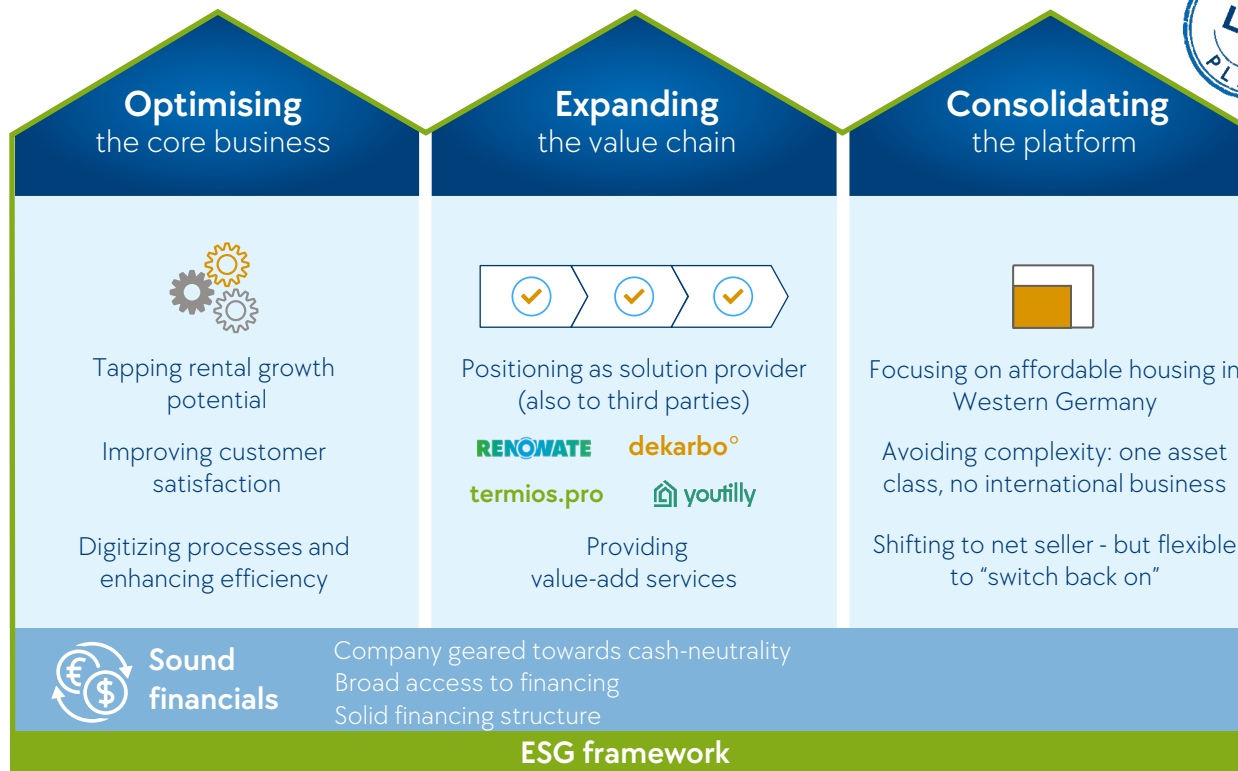 Optimising
the core business
Tapping rental growth
potential
Improving customer
satisfaction
Digitizing processes and
enhancing efficiency
Expanding
the value chain
Positioning as solution provider
(also to third parties)
RENOWATE
dekarbo°
termios.pro
youtilly
Providing
value-add services
Consolidating
the platform
Focusing on affordable housing in
Western Germany
Avoiding complexity: one asset
class, no international business
Shifting to net seller - but flexible
to “switch back on”
€
$
Sound
financials
Company geared towards cash-neutrality
Broad access to financing
Solid financing structure
ESG framework